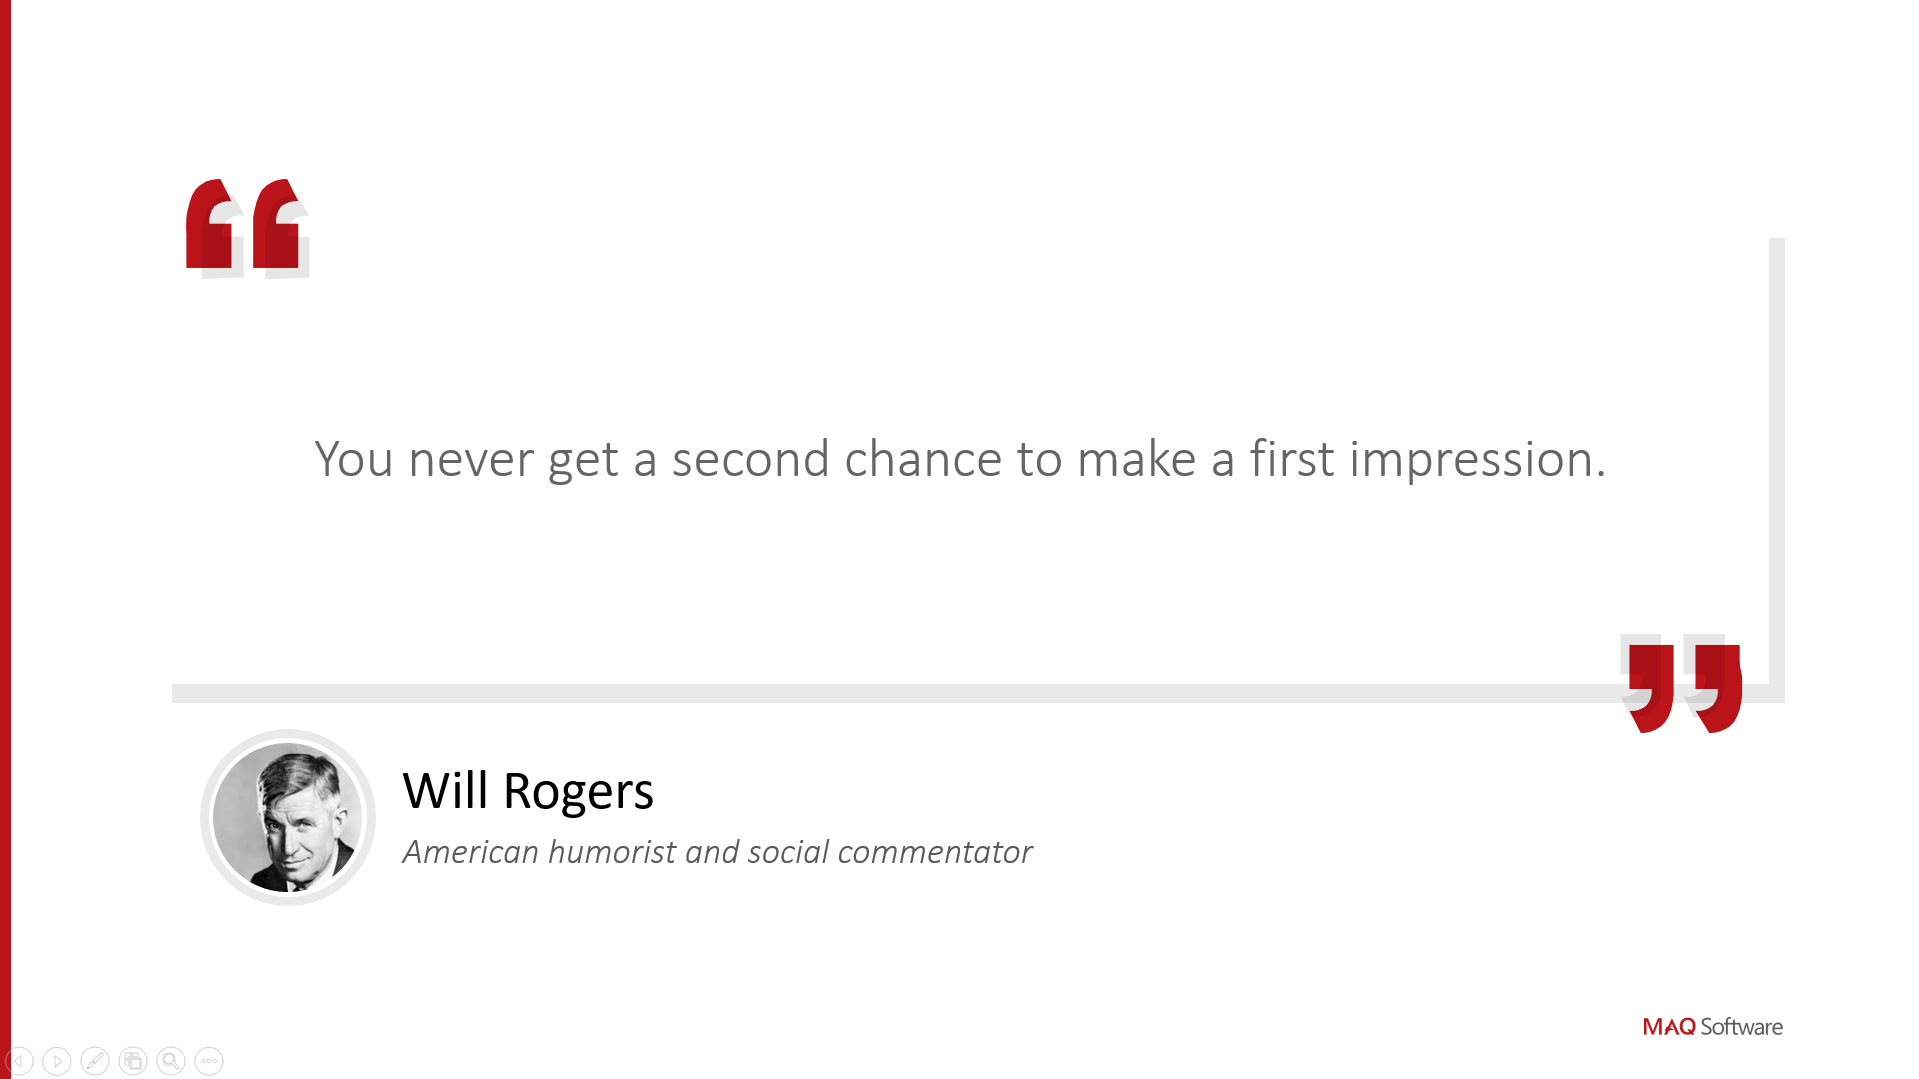 You never get a second chance to make a first impression.
Will Rogers
American humorist and social commentator
MAQ Software